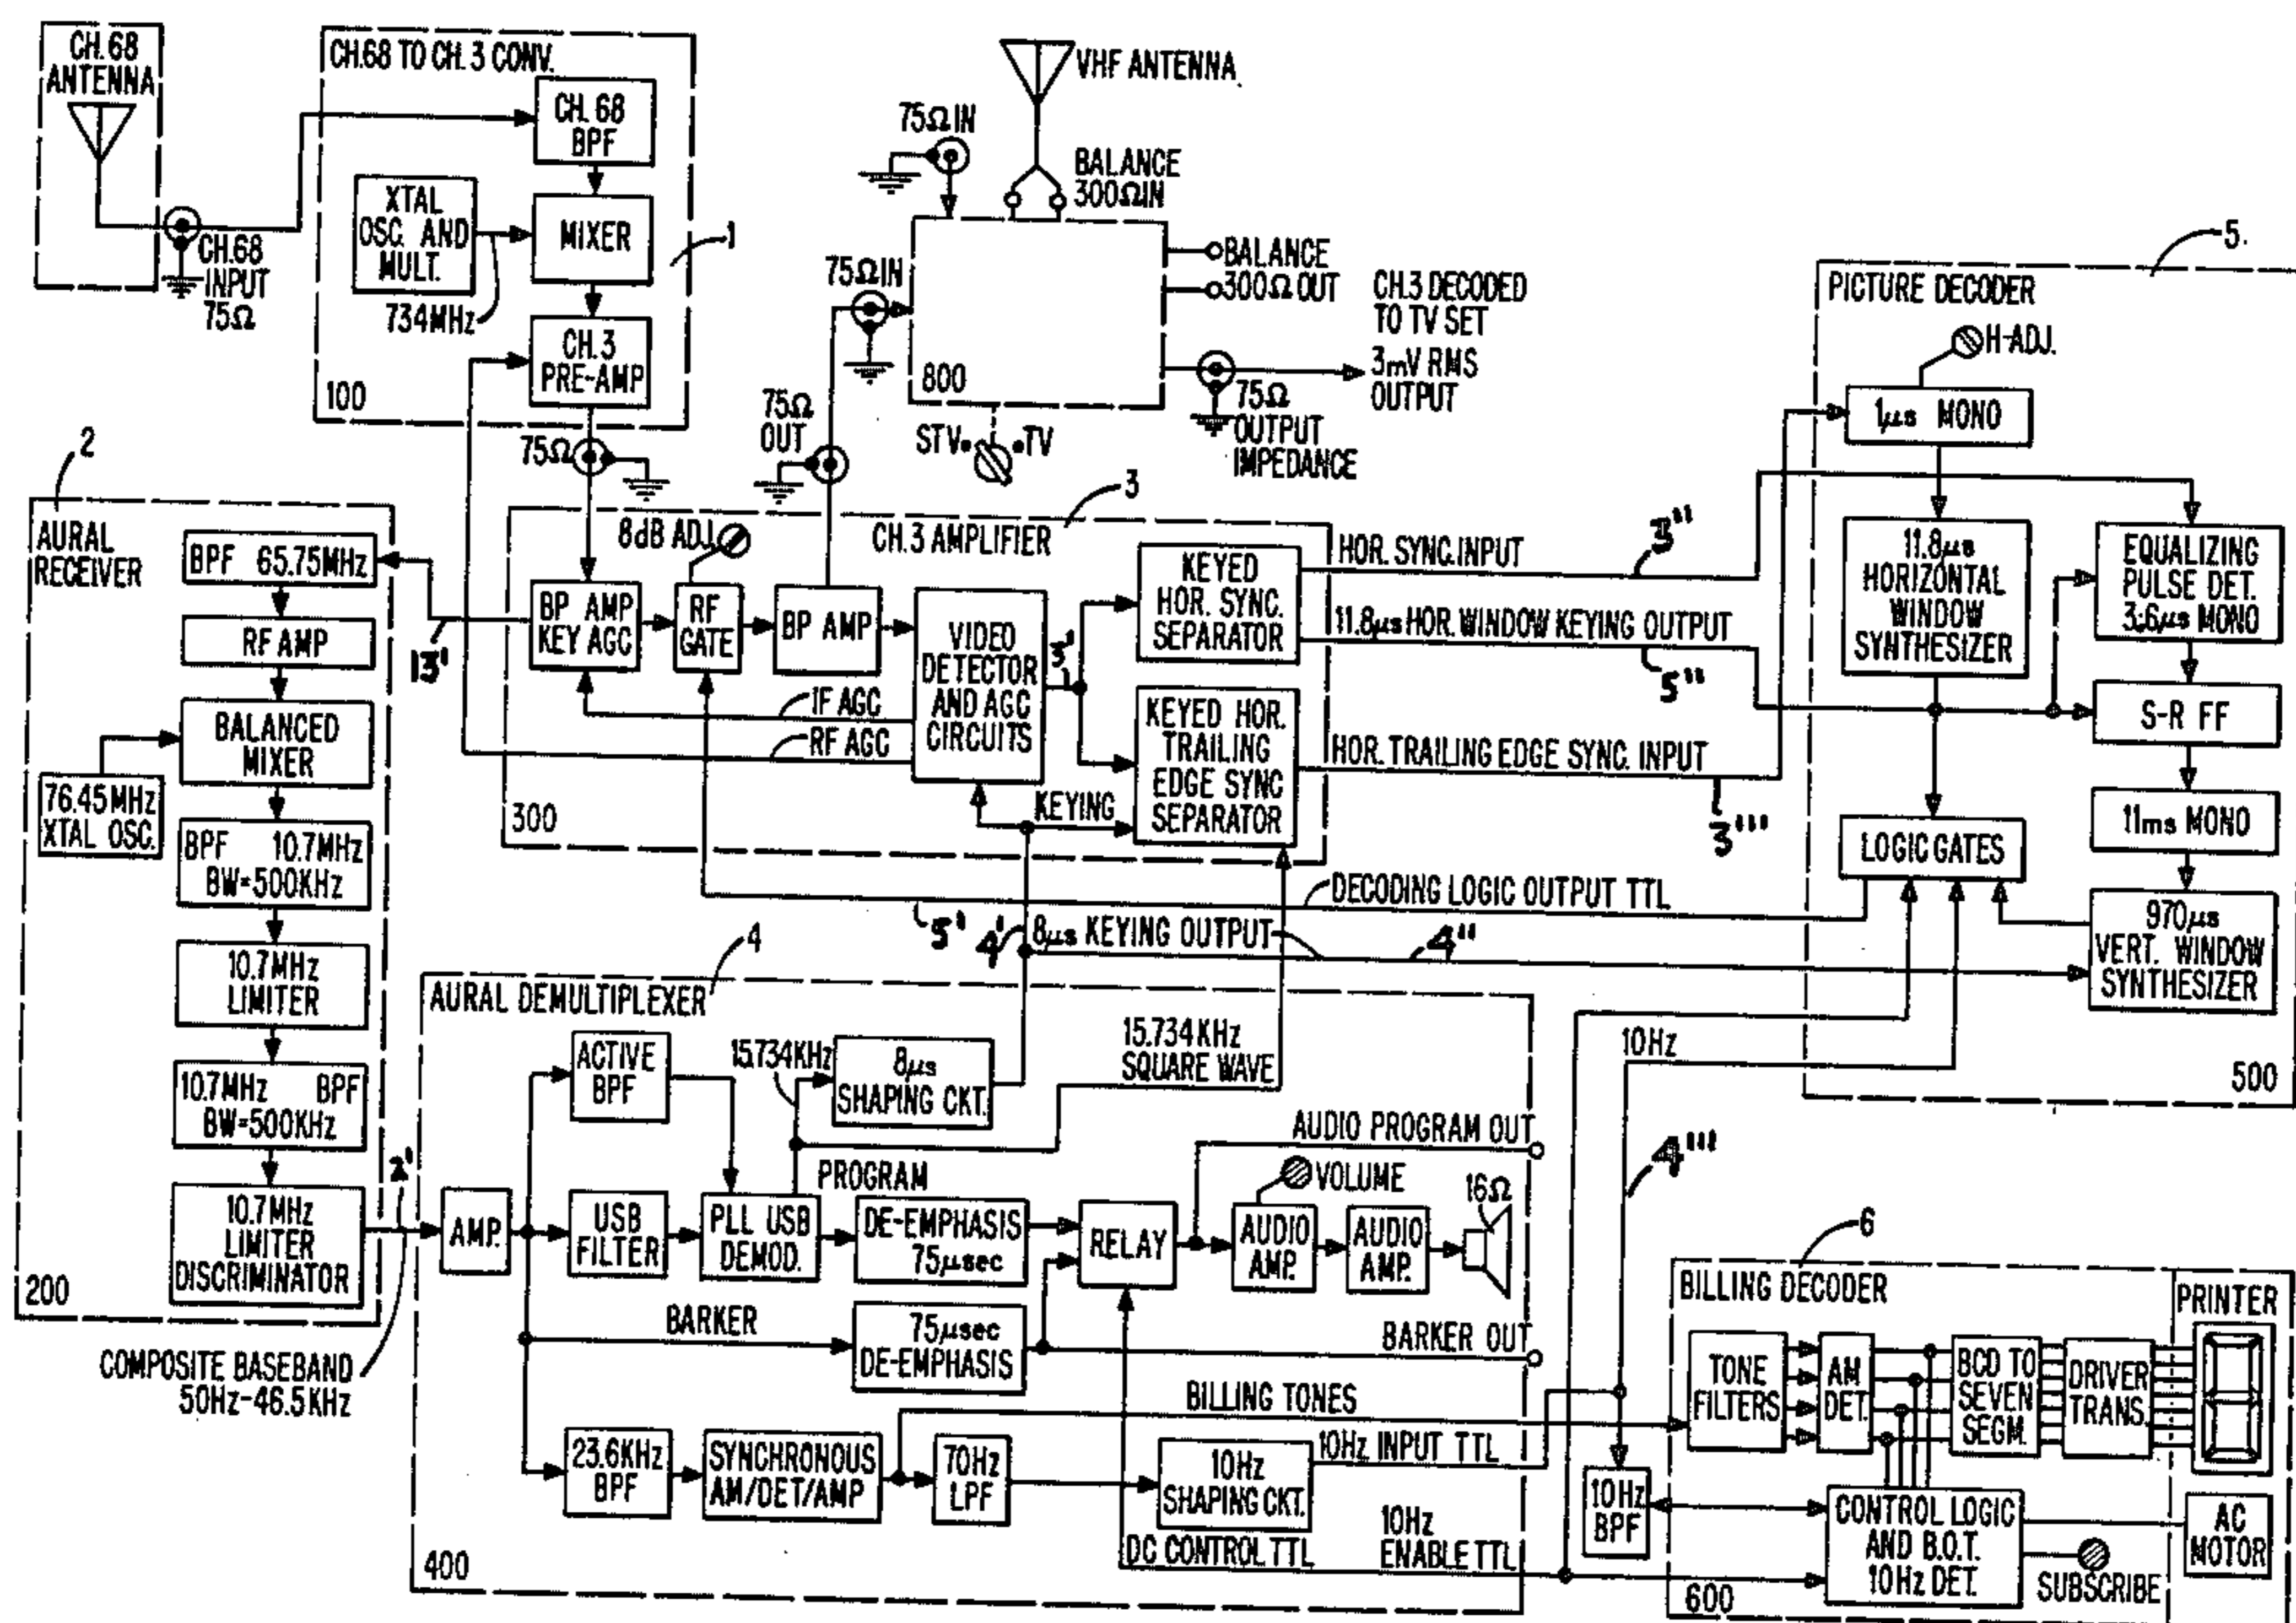 CH. 68
ANTENNA
CH.68
INPUT
75Ω
CH.68 TO CH. 3 CONV.
CH. 68
BPF
XTAL
OSC. AND
MULT.
MIXER
734MHz
CH.3
PRE-AMP
100
1
75Ω
VHF ANTENNA
75Ω IN
BALANCE
300Ω IN
75Ω IN
BALANCE
300Ω OUT
CH.3 DECODED
TO TV SET
3mV RMS
OUTPUT
800
75Ω
OUTPUT
IMPEDANCE
STV
TV
75Ω
OUT
2
AURAL
RECEIVER
BPF 65.75MHz
RF AMP
BALANCED
MIXER
76.45MHz
XTAL OSC.
BPF 10.7MHz
BW=500KHz
10.7MHz
LIMITER
10.7MHz BPF
BW=500KHz
10.7MHz
LIMITER
DISCRIMINATOR
200
2'
COMPOSITE BASEBAND
50Hz-46.5KHz
13'
3
8dB ADJ.
CH.3 AMPLIFIER
BP AMP
KEY AGC
RF
GATE
BP AMP
VIDEO
DETECTOR
AND AGC
CIRCUITS
3'
KEYED
HOR. SYNC.
SEPARATOR
KEYED HOR.
TRAILING
EDGE SYNC
SEPARATOR
IF AGC
RF AGC
KEYING
300
HOR. SYNC. INPUT
3"
11.8µs HOR. WINDOW KEYING OUTPUT
5"
HOR. TRAILING EDGE SYNC. INPUT
3'''
DECODING LOGIC OUTPUT TTL
5'
4'
8µs KEYING OUTPUT
4"
5.
PICTURE DECODER
H-ADJ.
1µs MONO
11.8µs
HORIZONTAL
WINDOW
SYNTHESIZER
EQUALIZING
PULSE DET.
3.6µs MONO
S-R FF
11ms MONO
LOGIC GATES
970µs
VERT. WINDOW
SYNTHESIZER
500
10Hz
4'''
4
AURAL DEMULTIPLEXER
ACTIVE
BPF
15.734KHz
8µs
SHAPING CKT.
15.734KHz
SQUARE WAVE
AUDIO PROGRAM OUT
AMP.
USB
FILTER
PLL USB
DEMOD.
PROGRAM
DE-EMPHASIS
75µsec
RELAY
VOLUME
AUDIO
AMP.
AUDIO
AMP.
16Ω
BARKER
75µsec
DE-EMPHASIS
BARKER OUT
BILLING TONES
23.6KHz
BPF
SYNCHRONOUS
AM/DET/AMP
70Hz
LPF
10Hz
SHAPING CKT.
10Hz INPUT TTL
DC CONTROL TTL
10Hz
ENABLE TTL
400
6
BILLING DECODER
PRINTER
TONE
FILTERS
AM
DET.
BCD TO
SEVEN
SEGM.
DRIVER
TRANS.
10Hz
BPF
CONTROL LOGIC
AND B.O.T.
10Hz DET.
AC
MOTOR
SUBSCRIBE
600